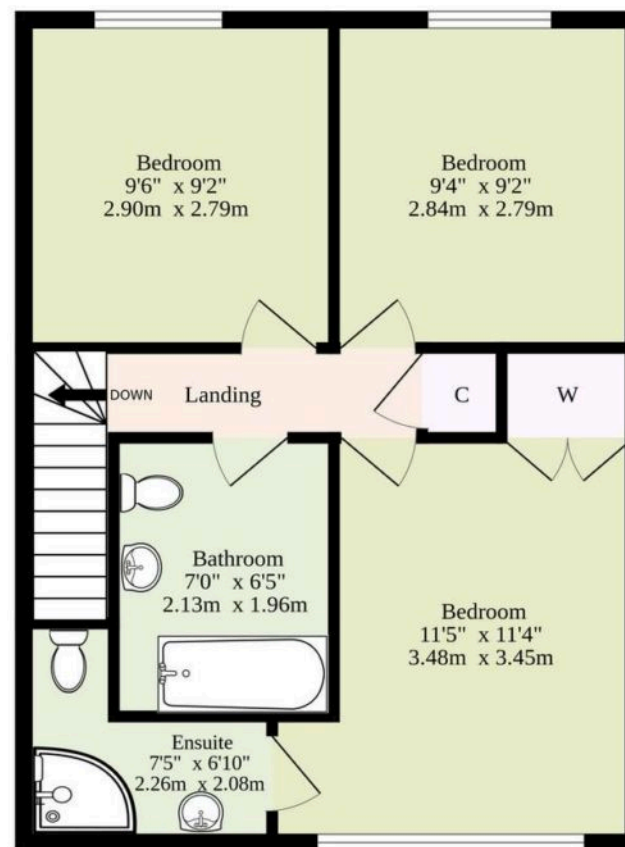 Bedroom
9'6" x 9'2"
2.90m x 2.79m
Bedroom
9'4" x 9'2"
2.84m x 2.79m
DOWN
Landing
C
W
Bathroom
7'0" x 6'5"
2.13m x 1.96m
Bedroom
11'5" x 11'4"
3.48m x 3.45m
Ensuite
7'5" x 6'10"
2.26m x 2.08m